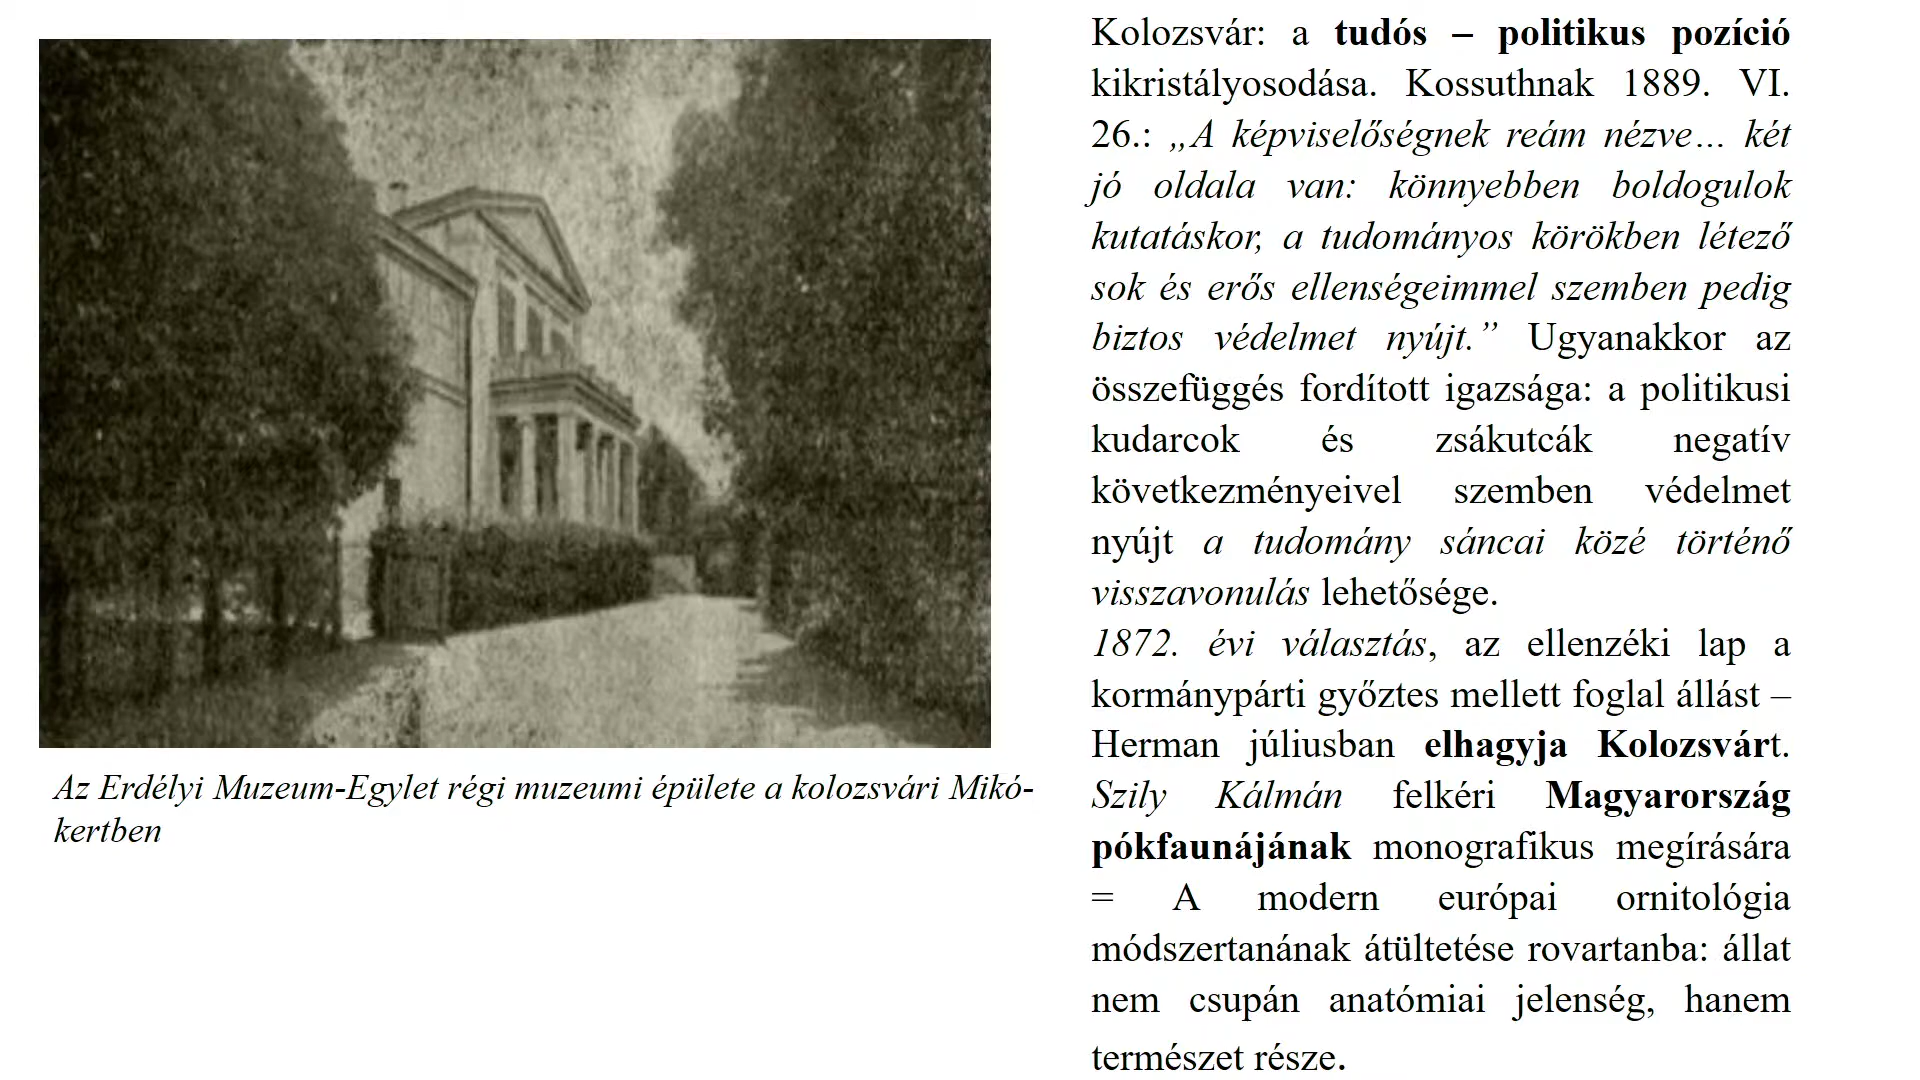 Kolozsvár: a tudós – politikus pozíció
kikristályosodása. Kossuthnak 1889. VI.
26.: „A képviselőségnek reám nézve… két
jó oldala van: könnyebben boldogulok
kutatáskor, a tudományos körökben létező
sok és erős ellenségeimmel szemben pedig
biztos védelmet nyújt.” Ugyanakkor az
összefüggés fordított igazsága: a politikusi
kudarcok és zsákutcák negatív
következményeivel szemben védelmet
nyújt a tudomány sáncai közé történő
visszavonulás lehetősége.
1872. évi választás, az ellenzéki lap a
kormánypárti győztes mellett foglal állást –
Herman júliusban elhagyja Kolozsvárt.
Szily Kálmán felkéri Magyarország
pókfaunájának monografikus megírására
= A modern európai ornitológia
módszertanának átültetése rovartanba: állat
nem csupán anatómiai jelenség, hanem
természet része.
Az Erdélyi Muzeum-Egylet régi muzeumi épülete a kolozsvári Mikó-
kertben